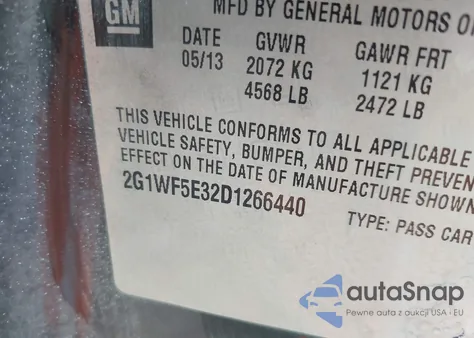 GM
MFD BY GENERAL MOTORS OF
DATE GVWR GAWR FRT
05/13 2072 KG 1121 KG
4568 LB 2472 LB
THIS VEHICLE CONFORMS TO ALL APPLICABLE
VEHICLE SAFETY, BUMPER, AND THEFT PREVEN
EFFECT ON THE DATE OF MANUFACTURE SHOWN
2G1WF5E32D1266440
TYPE: PASS CAR
autaSnap
Pewne auta z aukcji USA - EU